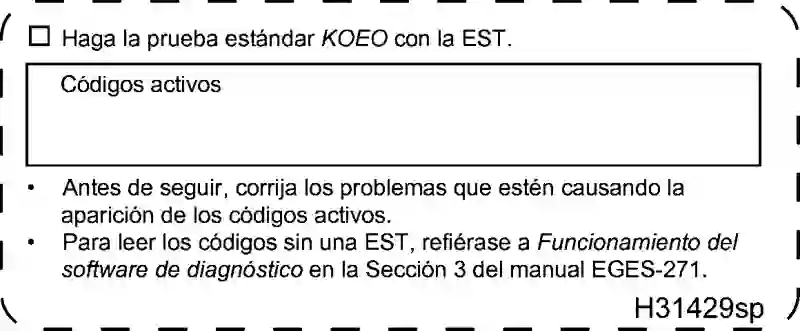 Haga la prueba estándar KOEO con la EST.
Códigos activos
• Antes de seguir, corrija los problemas que estén causando la
aparición de los códigos activos.
• Para leer los códigos sin una EST, refiérase a Funcionamiento del
software de diagnóstico en la Sección 3 del manual EGES-271.
H31429sp